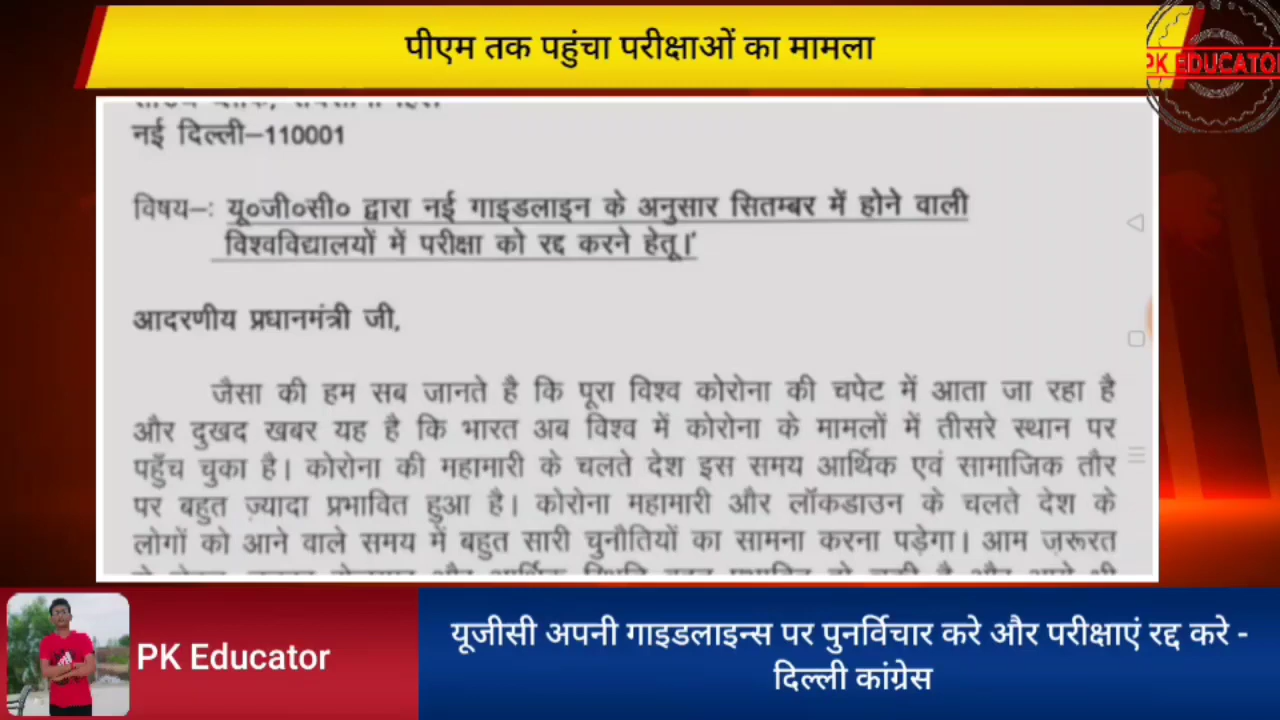 पीएम तक पहुंचा परीक्षाओं का मामला
PK EDUCATOR
नई दिल्ली–110001
विषय–: यू०जी०सी० द्वारा नई गाइडलाइन के अनुसार सितम्बर में होने वाली
विश्वविद्यालयों में परीक्षा को रद्द करने हेतू।'
आदरणीय प्रधानमंत्री जी,
जैसा की हम सब जानते है कि पूरा विश्व कोरोना की चपेट में आता जा रहा है
और दुखद खबर यह है कि भारत अब विश्व में कोरोना के मामलों में तीसरे स्थान पर
पहुँच चुका है। कोरोना की महामारी के चलते देश इस समय आर्थिक एवं सामाजिक तौर
पर बहुत ज़्यादा प्रभावित हुआ है। कोरोना महामारी और लॉकडाउन के चलते देश के
लोगों को आने वाले समय में बहुत सारी चुनौतियों का सामना करना पड़ेगा। आम ज़रूरत
PK Educator
यूजीसी अपनी गाइडलाइन्स पर पुनर्विचार करे और परीक्षाएं रद्द करे -
दिल्ली कांग्रेस